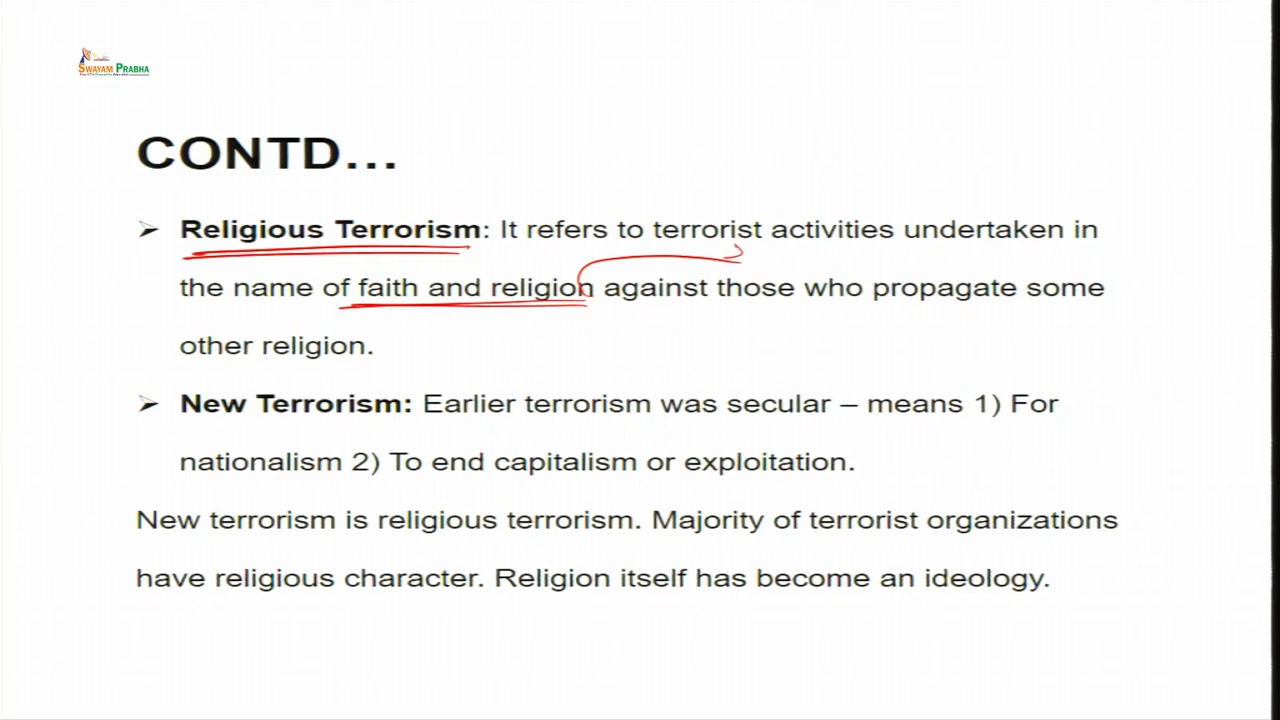 SWAYAM PRABHA
CONTD...
➢ Religious Terrorism: It refers to terrorist activities undertaken in
the name of faith and religion against those who propagate some
other religion.
➢ New Terrorism: Earlier terrorism was secular – means 1) For
nationalism 2) To end capitalism or exploitation.
New terrorism is religious terrorism. Majority of terrorist organizations
have religious character. Religion itself has become an ideology.